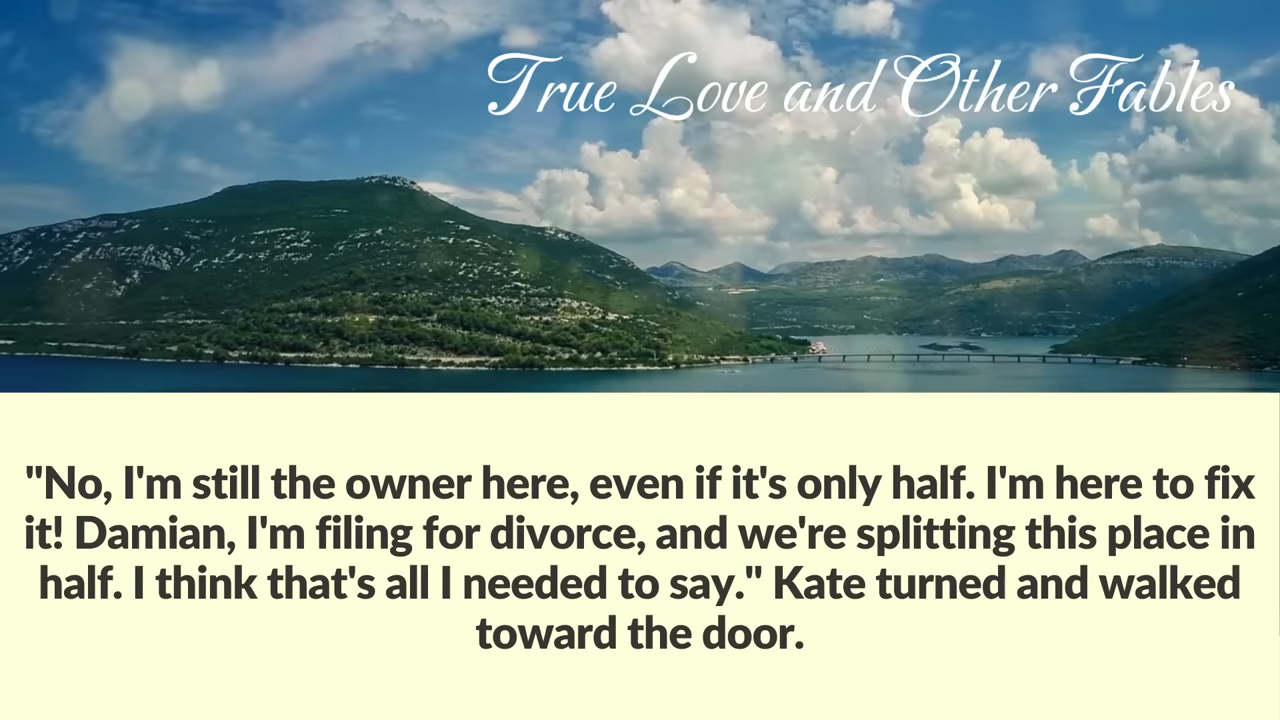 True Love and Other Fables
"No, I'm still the owner here, even if it's only half. I'm here to fix
it! Damian, I'm filing for divorce, and we're splitting this place in
half. I think that's all I needed to say." Kate turned and walked
toward the door.